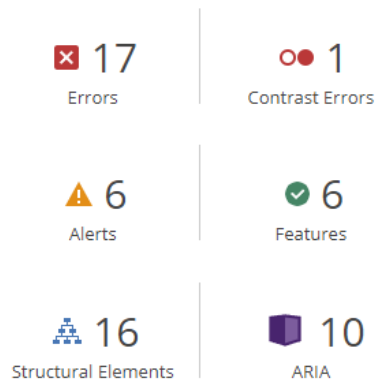 17
1
Errors
Contrast Errors
6
6
Alerts
Features
16
10
Structural Elements
ARIA